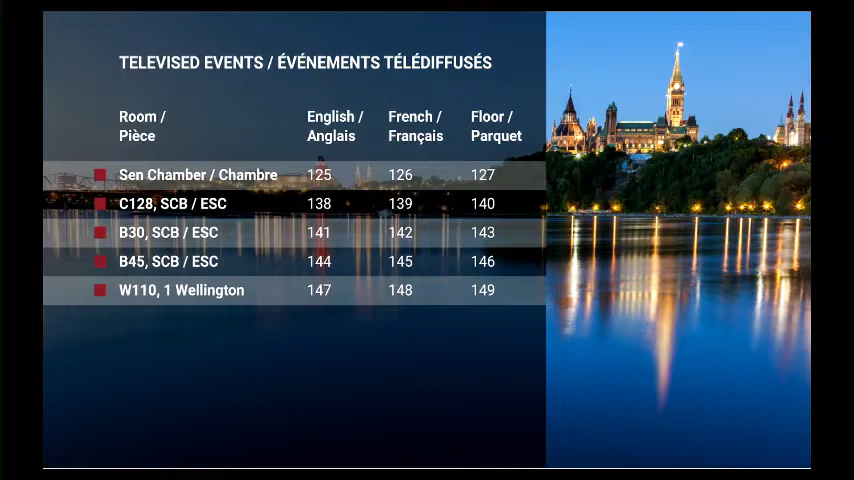 TELEVISED EVENTS / ÉVÉNEMENTS TÉLÉDIFFUSÉS
Room / Pièce English / Anglais French / Français Floor / Parquet
Sen Chamber / Chambre 125 126 127
C128, SCB / ESC 138 139 140
B30, SCB / ESC 141 142 143
B45, SCB / ESC 144 145 146
W110, 1 Wellington 147 148 149